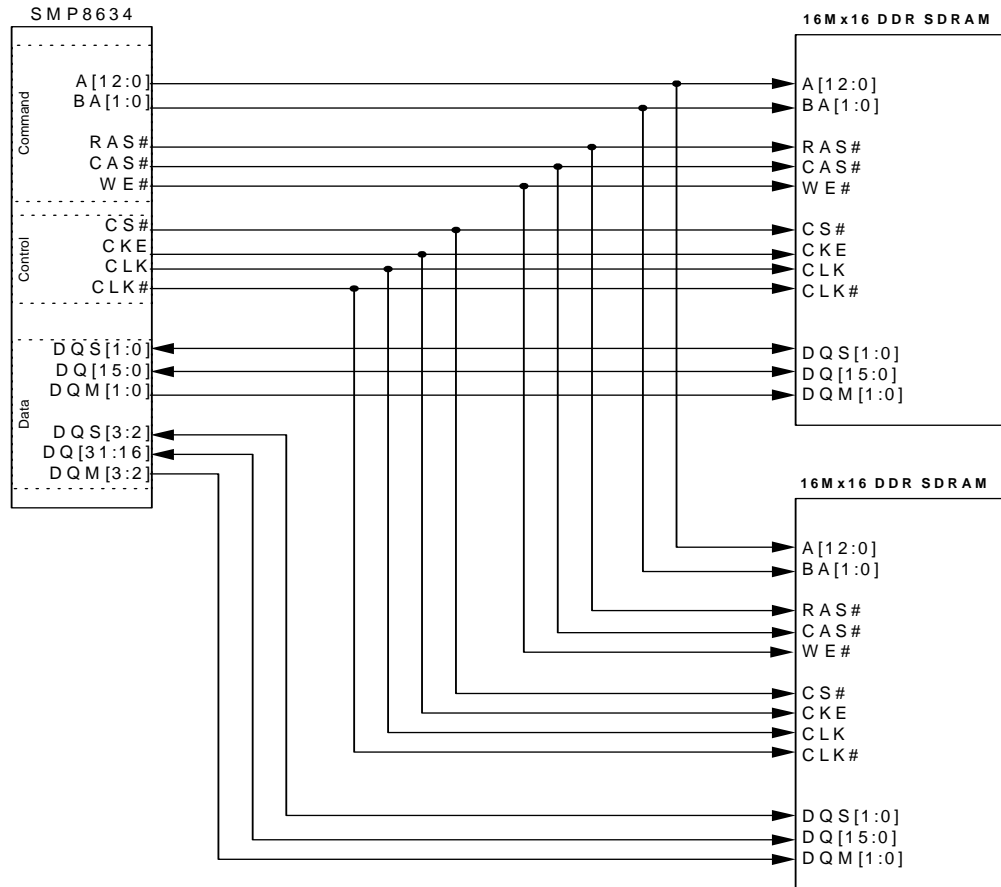 SMP8634
Command
A[12:0]
BA[1:0]
RAS#
CAS#
WE#
Control
CS#
CKE
CLK
CLK#
Data
DQS[1:0]
DQ[15:0]
DQM[1:0]
DQS[3:2]
DQ[31:16]
DQM[3:2]
16Mx16 DDR SDRAM
A[12:0]
BA[1:0]
RAS#
CAS#
WE#
CS#
CKE
CLK
CLK#
DQS[1:0]
DQ[15:0]
DQM[1:0]
16Mx16 DDR SDRAM
A[12:0]
BA[1:0]
RAS#
CAS#
WE#
CS#
CKE
CLK
CLK#
DQS[1:0]
DQ[15:0]
DQM[1:0]